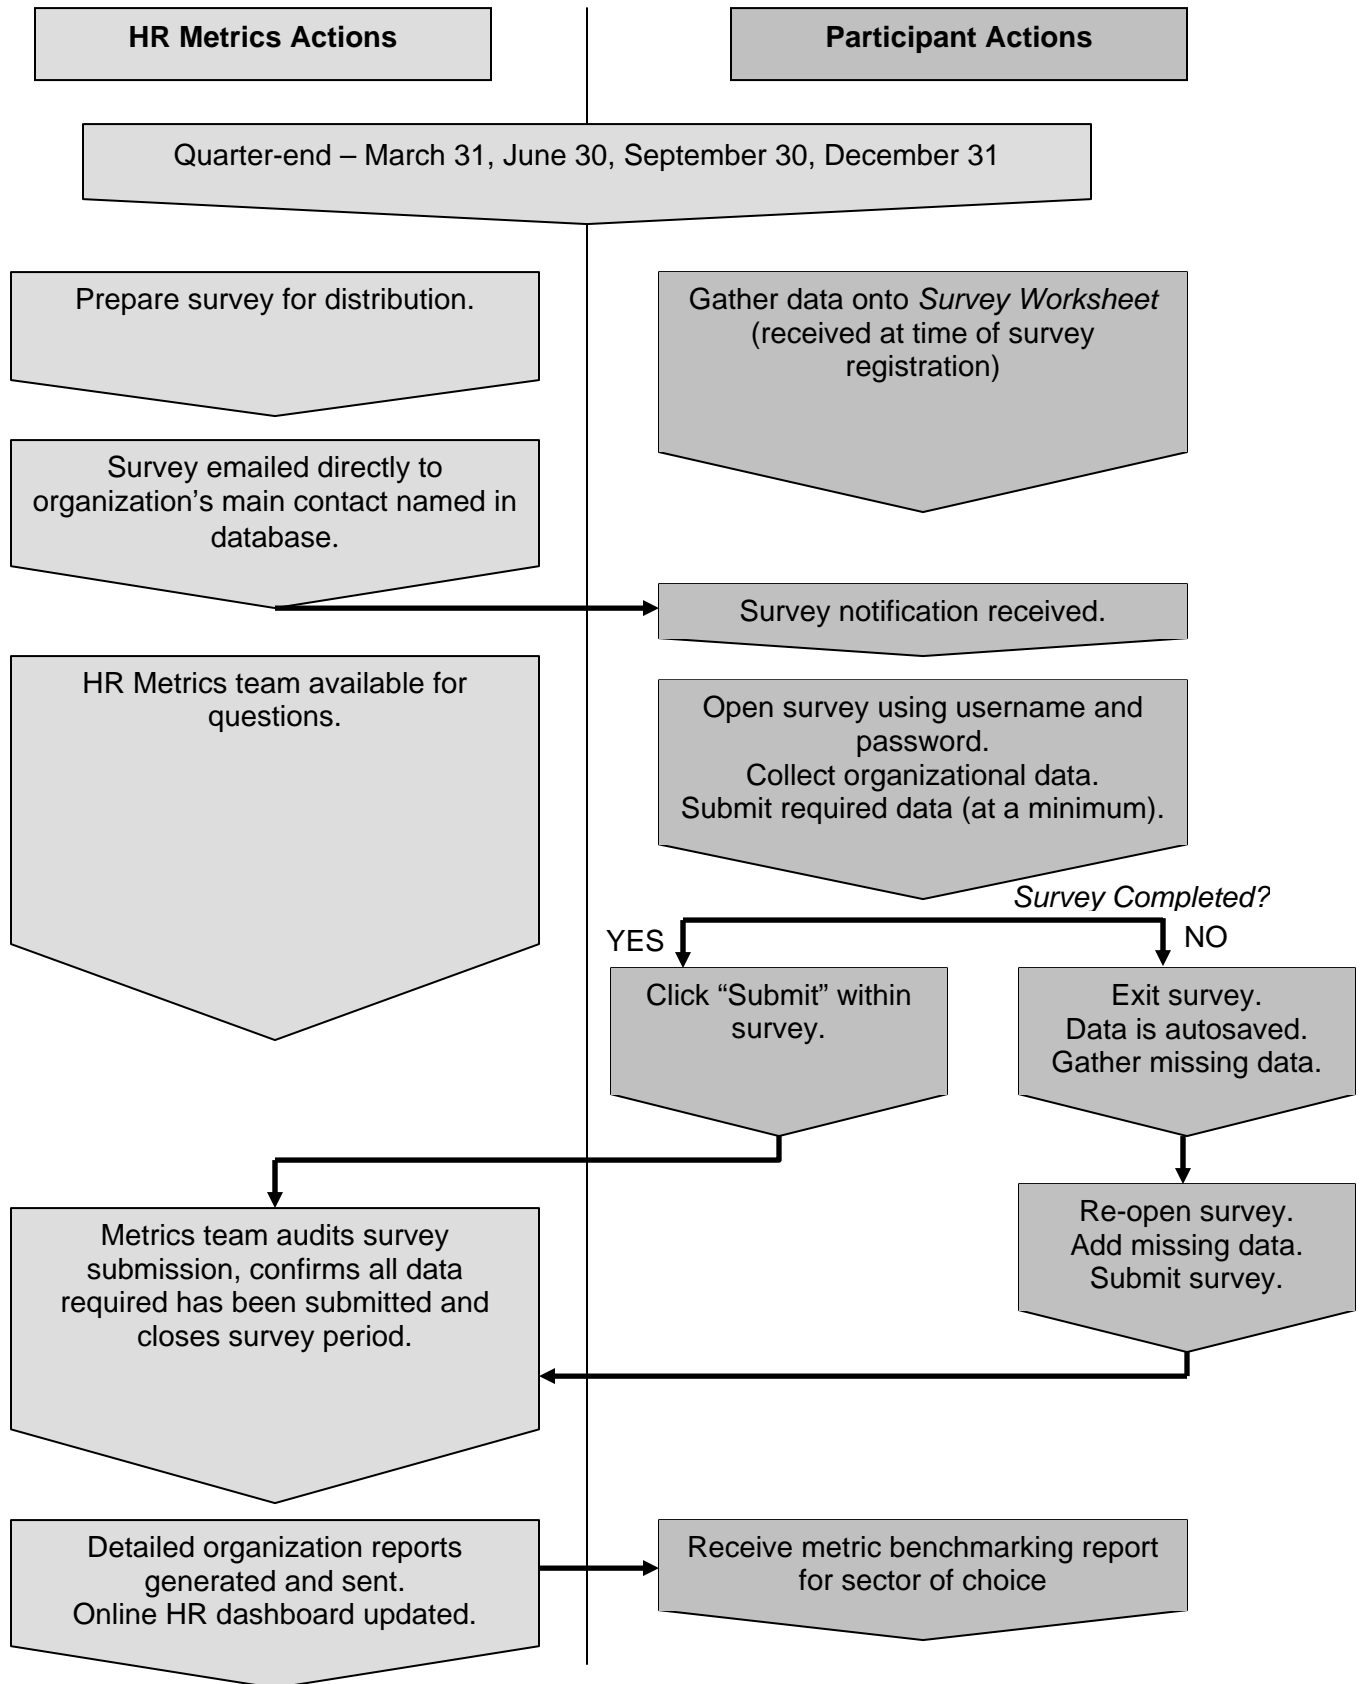 HR Metrics Actions
Participant Actions
Quarter-end – March 31, June 30, September 30, December 31
Prepare survey for distribution.
Gather data onto Survey Worksheet
(received at time of survey
registration)
Survey emailed directly to
organization’s main contact named in
database.
Survey notification received.
HR Metrics team available for
questions.
Open survey using username and
password.
Collect organizational data.
Submit required data (at a minimum).
Survey Completed?
YES
NO
Click “Submit” within
survey.
Exit survey.
Data is autosaved.
Gather missing data.
Metrics team audits survey
submission, confirms all data
required has been submitted and
closes survey period.
Re-open survey.
Add missing data.
Submit survey.
Detailed organization reports
generated and sent.
Online HR dashboard updated.
Receive metric benchmarking report
for sector of choice